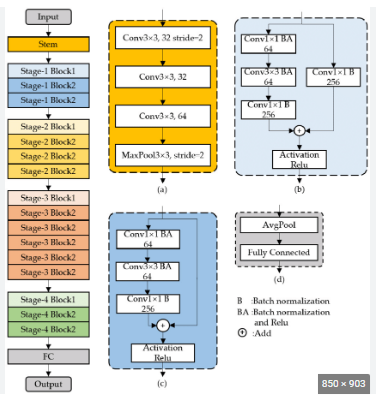 Input
Stem
Stage-1 Block1
Stage-1 Block2
Stage-1 Block2
Stage-2 Block1
Stage-2 Block2
Stage-2 Block2
Stage-2 Block2
Stage-3 Block1
Stage-3 Block2
Stage-3 Block2
Stage-3 Block2
Stage-3 Block2
Stage-3 Block2
Stage-4 Block1
Stage-4 Block2
Stage-4 Block2
FC
Output
Conv3×3, 32 stride=2
Conv3×3, 32
Conv3×3, 64
MaxPool3×3, stride=2
(a)
Conv1×1 BA
64
Conv3×3 BA
64
Conv1×1 B
256
Conv1×1 B
256
Activation
Relu
(b)
Conv1×1 BA
64
Conv3×3 BA
64
Conv1×1 B
256
Activation
Relu
(c)
AvgPool
Fully Connected
(d)
B :Batch normalization
BA :Batch normalization
and Relu
:Add
850 × 903